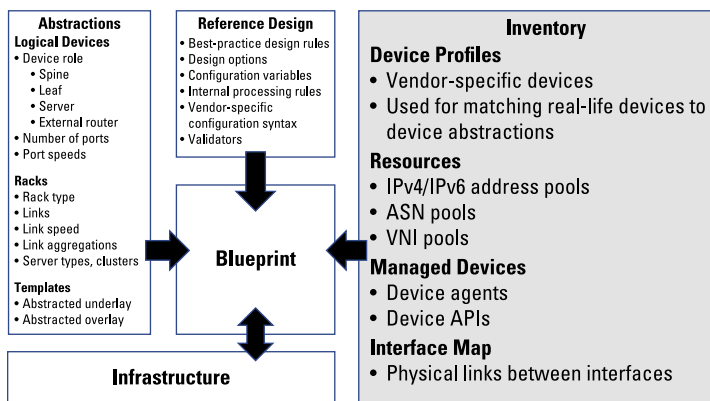 Abstractions
Logical Devices
• Device role
• Spine
• Leaf
• Server
• External router
• Number of ports
• Port speeds
Racks
• Rack type
• Links
• Link speed
• Link aggregations
• Server types, clusters
Templates
• Abstracted underlay
• Abstracted overlay
Reference Design
• Best-practice design rules
• Design options
• Configuration variables
• Internal processing rules
• Vendor-specific
configuration syntax
• Validators
Blueprint
Infrastructure
Inventory
Device Profiles
• Vendor-specific devices
• Used for matching real-life devices to
device abstractions
Resources
• IPv4/IPv6 address pools
• ASN pools
• VNI pools
Managed Devices
• Device agents
• Device APIs
Interface Map
• Physical links between interfaces